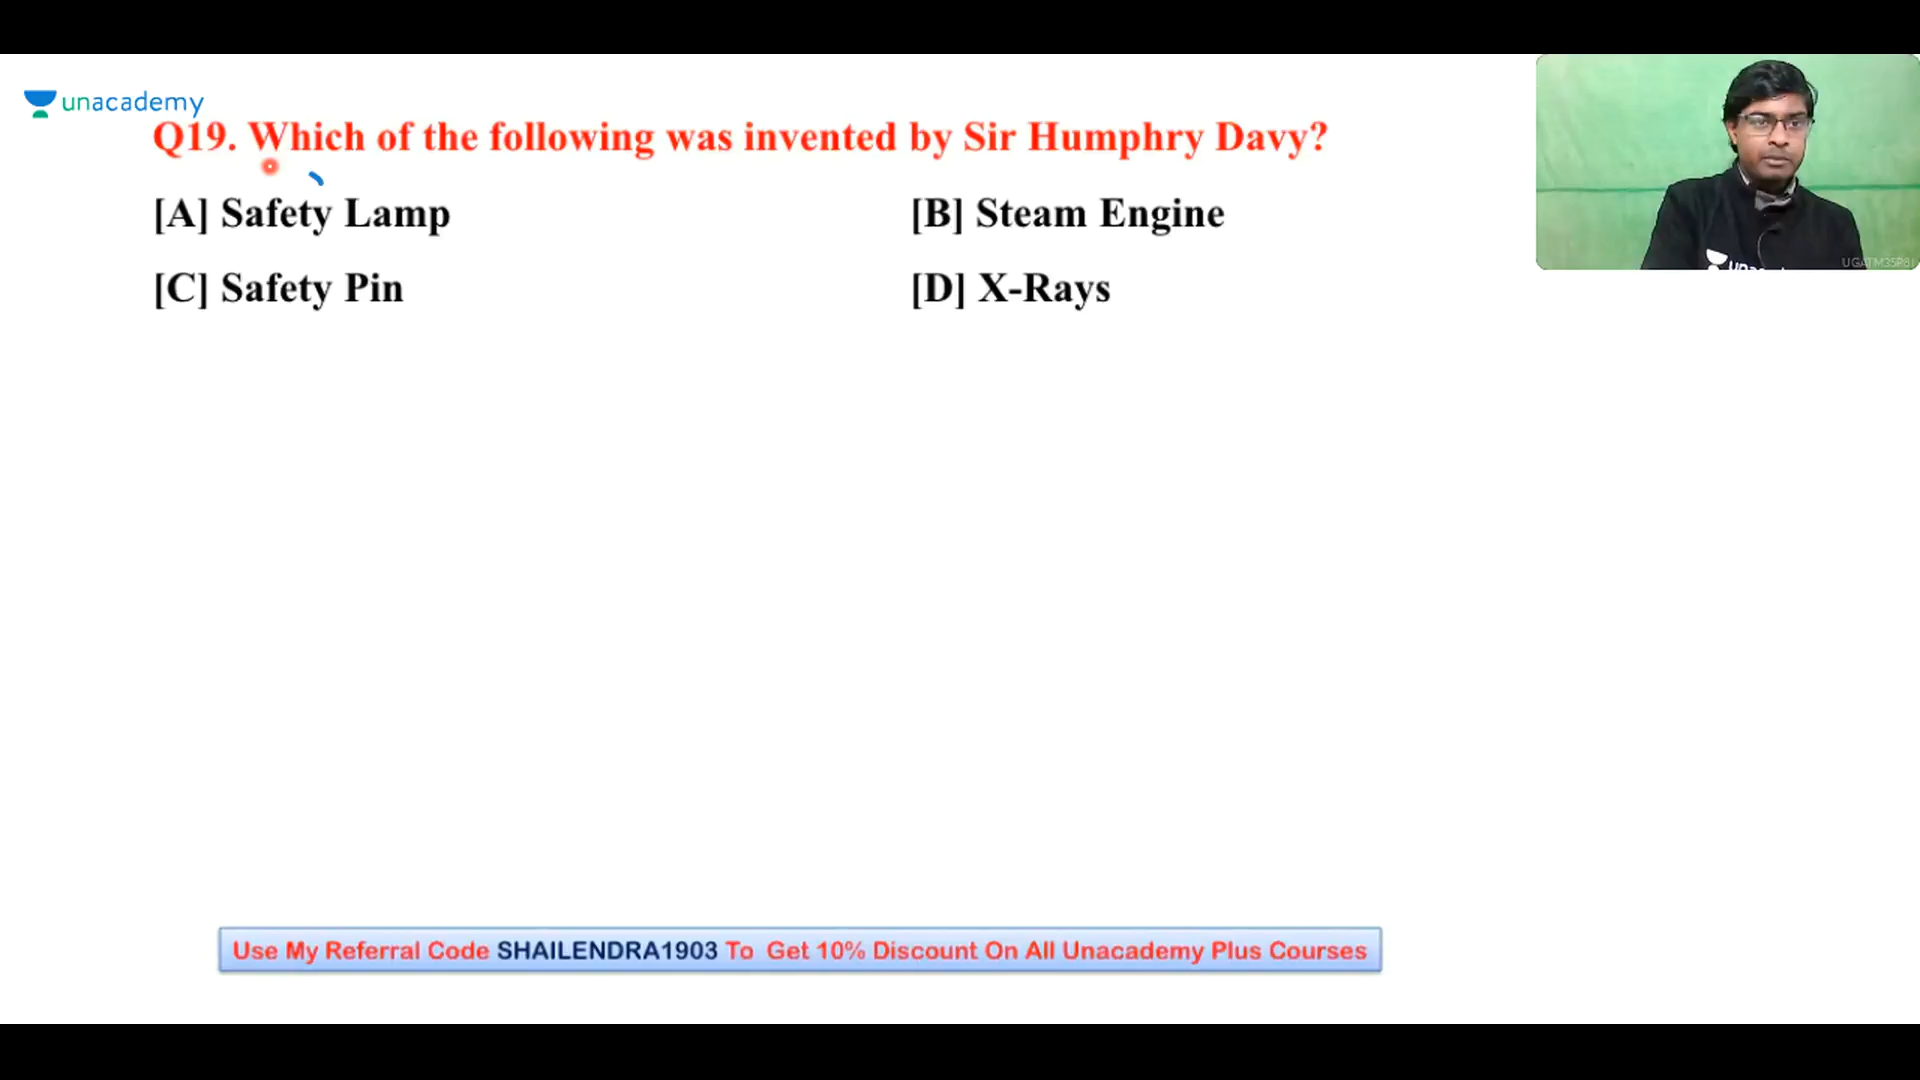 unacademy
Q19. Which of the following was invented by Sir Humphry Davy?
[A] Safety Lamp [B] Steam Engine
[C] Safety Pin [D] X-Rays
Use My Referral Code SHAILENDRA1903 To Get 10% Discount On All Unacademy Plus Courses